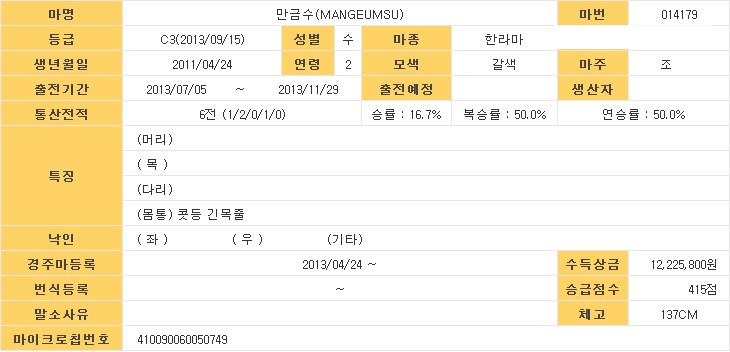 마명 만금수(MANGEUMSU) 마번 014179
등급 C3(2013/09/15) 성별 수 마종 한라마
생년월일 2011/04/24 연령 2 모색 갈색 마주 조
출전기간 2013/07/05 ~ 2013/11/29 출전예정 생산자
통산전적 6전 (1/2/0/1/0) 승률 : 16.7% 복승률 : 50.0% 연승률 : 50.0%
(머리)
( 목 )
특징
(다리)
(몸통) 콧등 긴목줄
낙인 ( 좌 ) ( 우 ) (기타)
경주마등록 2013/04/24 ~ 수득상금 12,225,800원
번식등록 ~ 승급점수 415점
말소사유 체고 137CM
마이크로칩번호 410090060050749